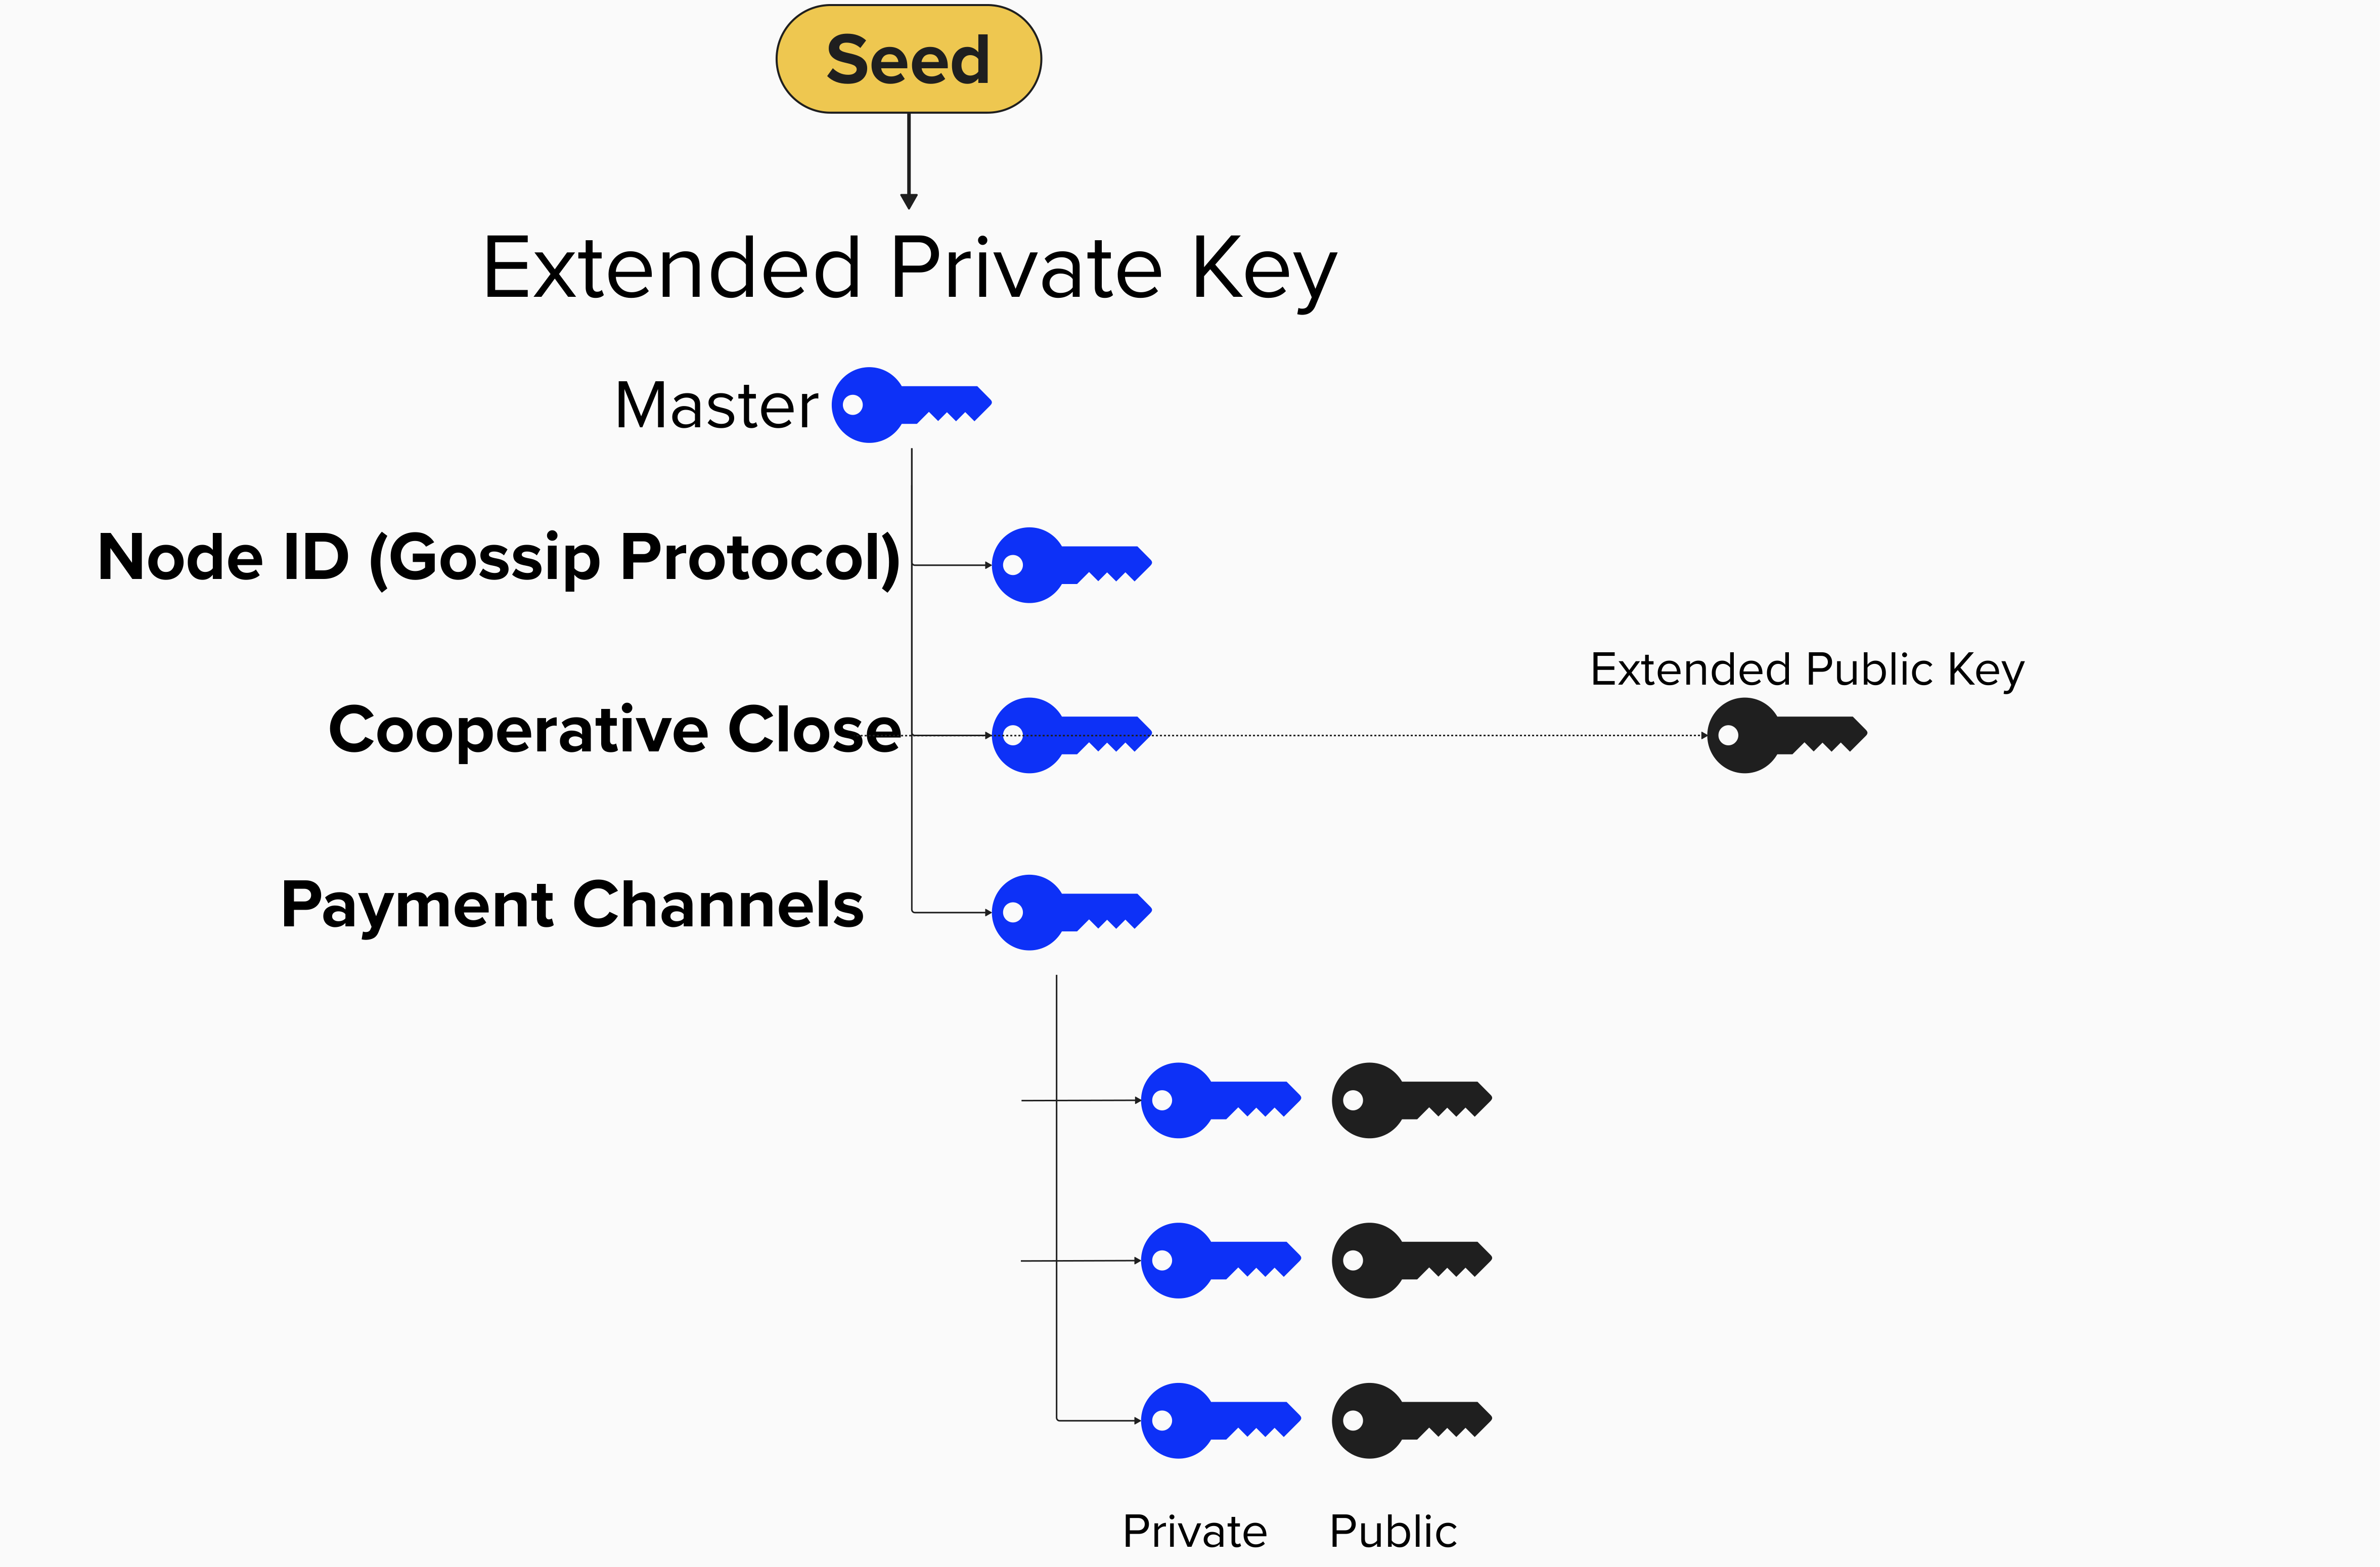 Seed
Extended Private Key
Master
Node ID (Gossip Protocol)
Extended Public Key
Cooperative Close
Payment Channels
Private
Public